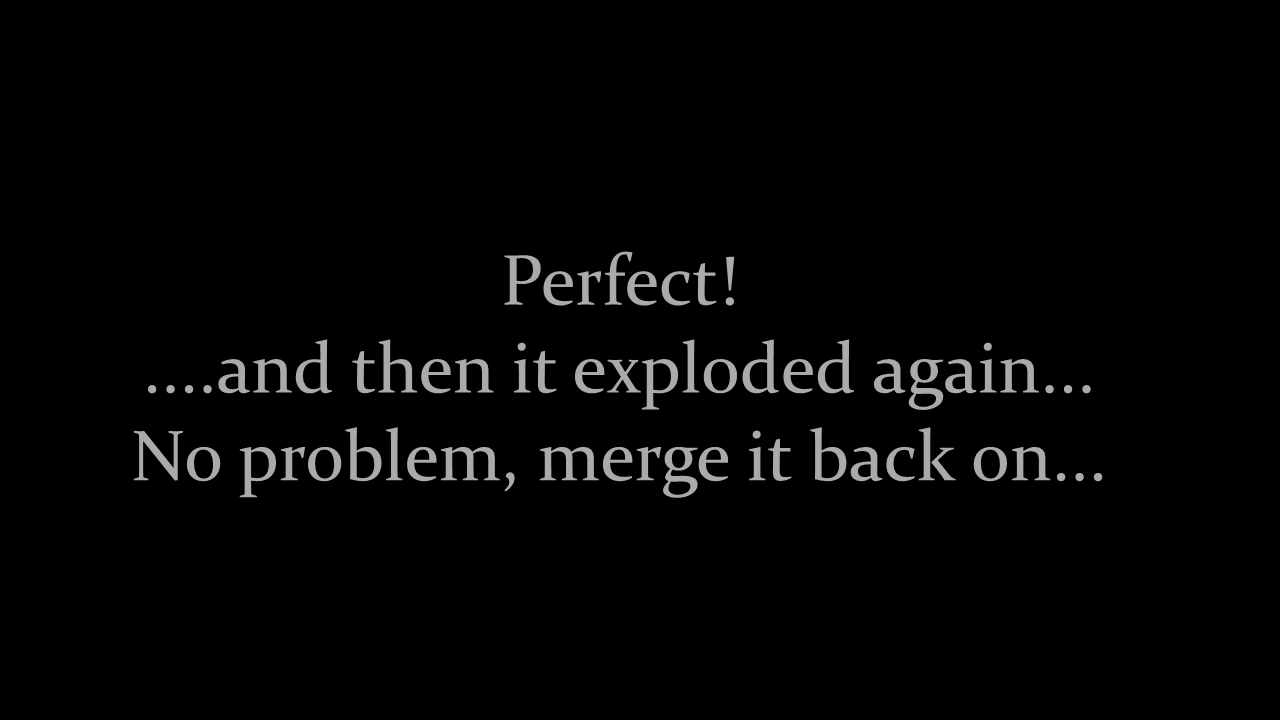 Perfect!
....and then it exploded again...
No problem, merge it back on...